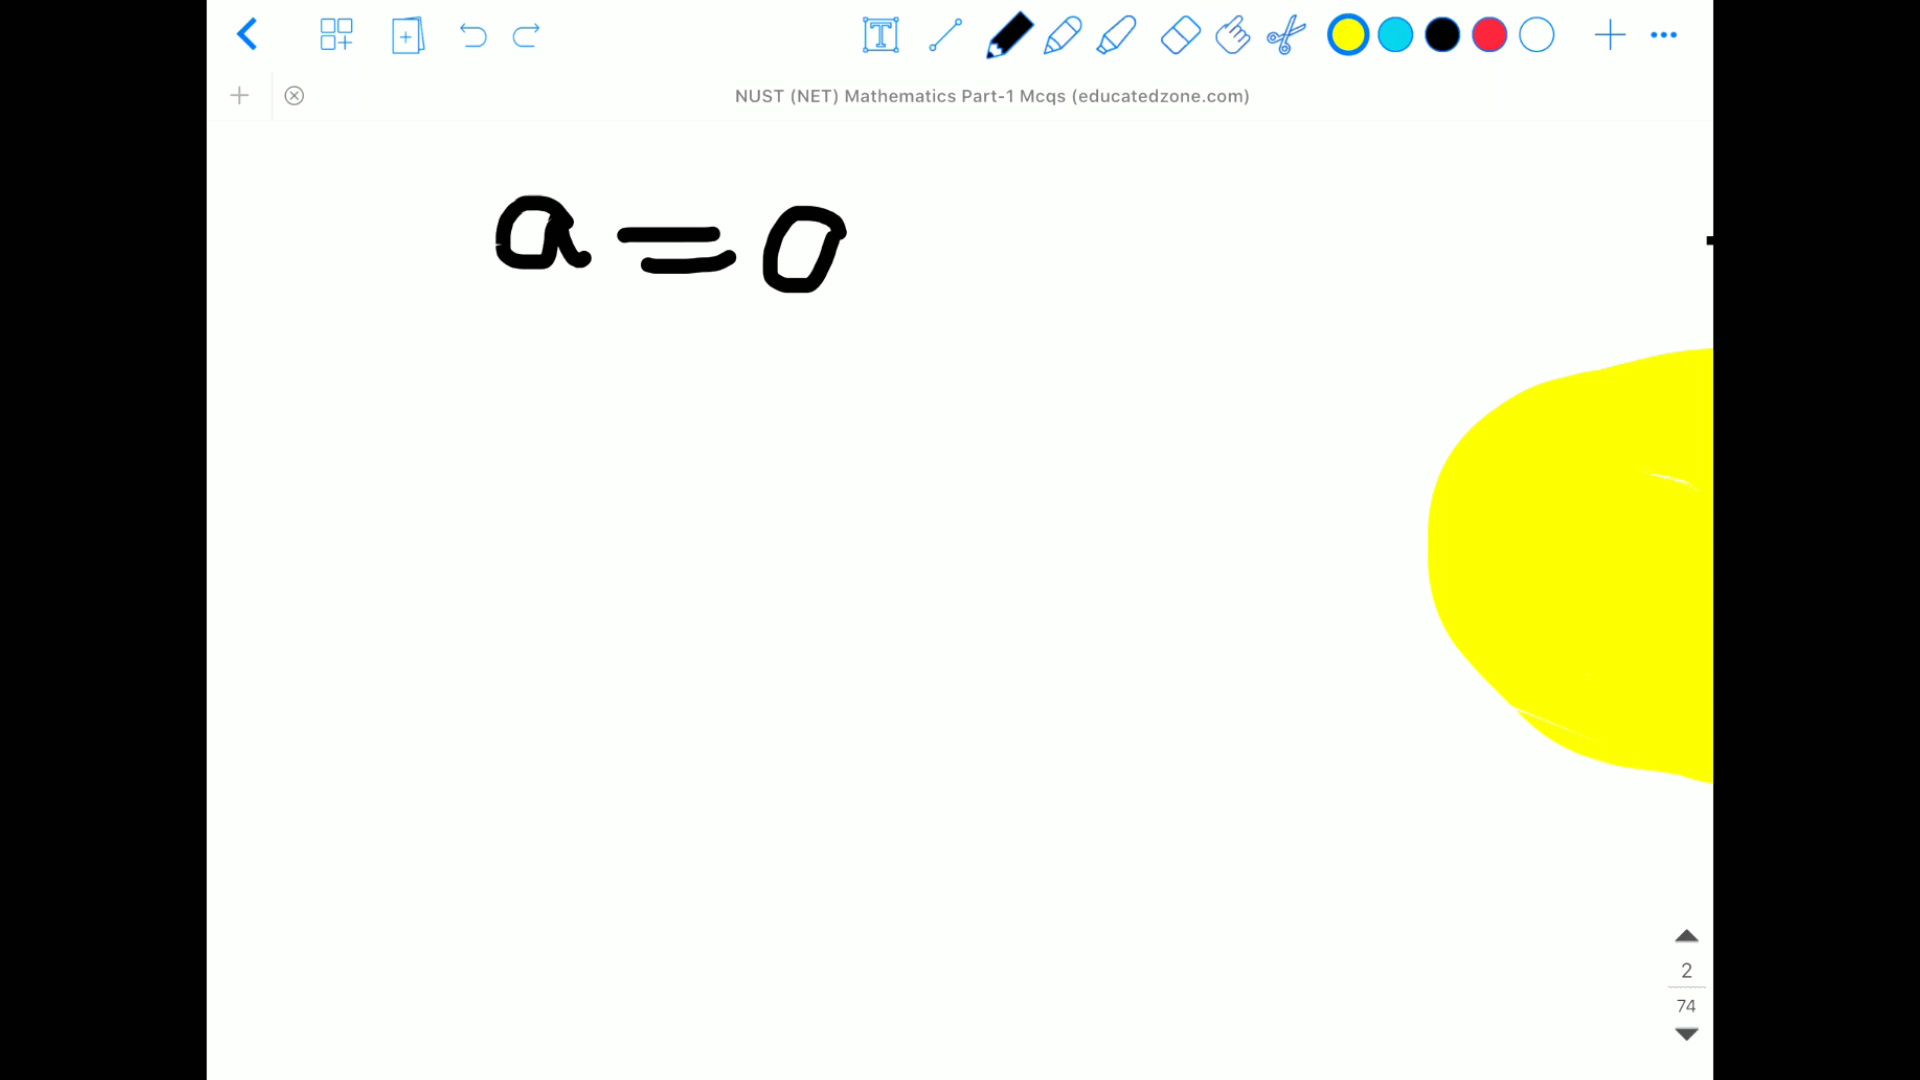 T
NUST (NET) Mathematics Part-1 Mcqs (educatedzone.com)
a = 0
2
74